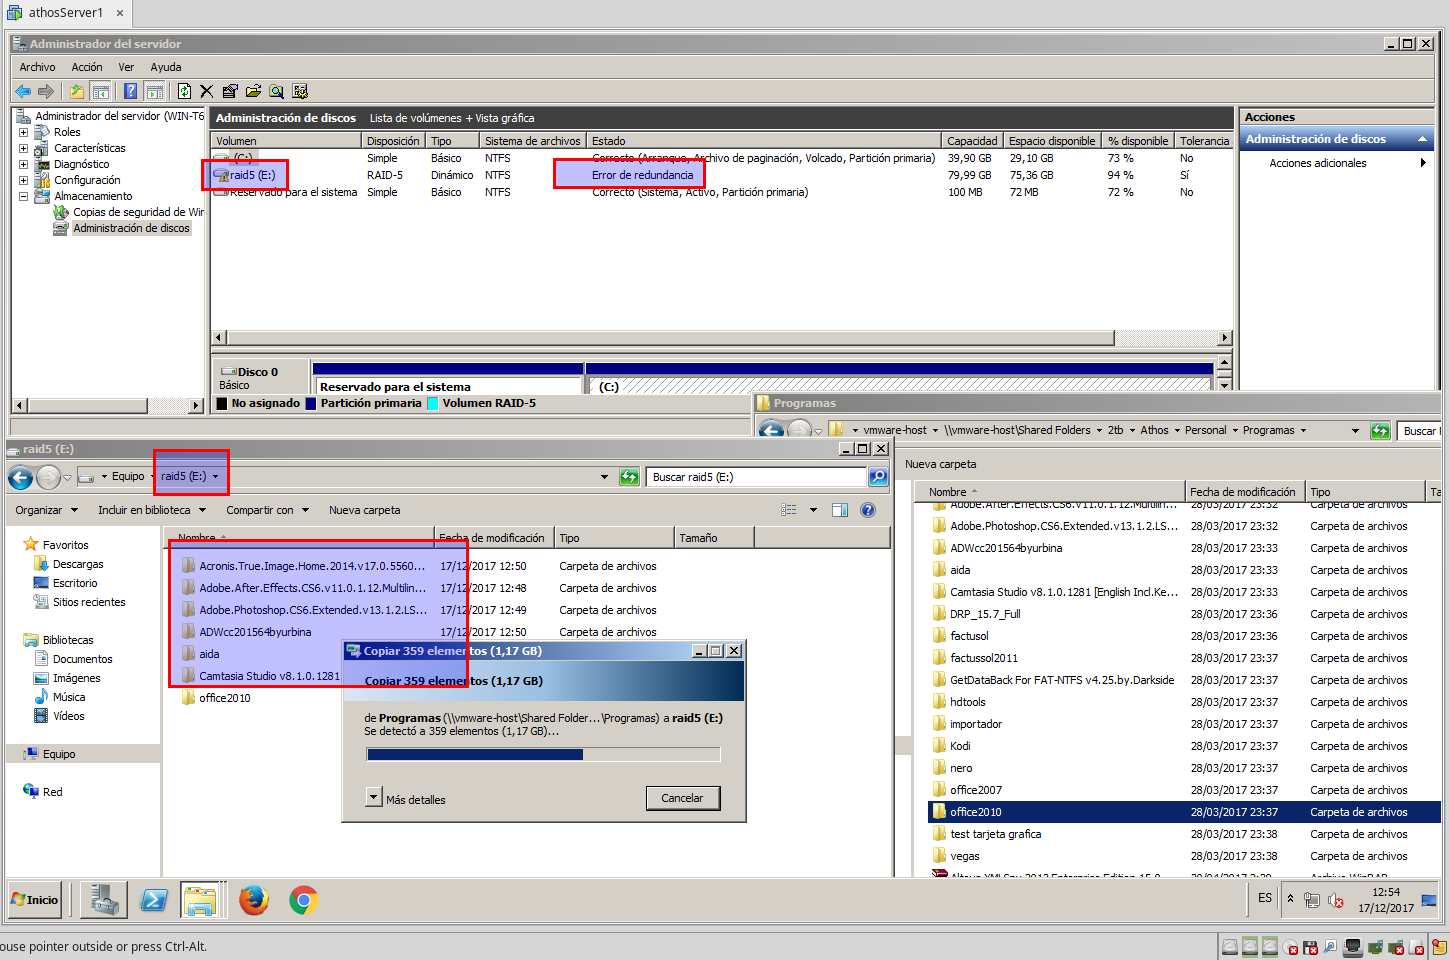 athosServer1 ×
Administrador del servidor
Archivo Acción Ver Ayuda
Administrador del servidor (WIN-T6
Roles
Características
Diagnóstico
Configuración
Almacenamiento
Copias de seguridad de Wir
Administración de discos
Administración de discos Lista de volúmenes + Vista gráfica
Volumen Disposición Tipo Sistema de archivos Estado Capacidad Espacio disponible % disponible Tolerancia
(C:) Simple Básico NTFS Correcto (Arranque, Archivo de paginación, Volcado, Partición primaria) 39,90 GB 29,10 GB 73 % No
raid5 (E:) RAID-5 Dinámico NTFS Error de redundancia 79,99 GB 75,36 GB 94 % Sí
Reservado para el sistema Simple Básico NTFS Correcto (Sistema, Activo, Partición primaria) 100 MB 72 MB 72 % No
Disco 0
Básico
Reservado para el sistema
(C:)
No asignado Partición primaria Volumen RAID-5
Acciones
Administración de discos
Acciones adicionales
Programas
vmware-host \\vmware-host\Shared Folders 2tb Athos Personal Programas Buscar
Nueva carpeta
Nombre Fecha de modificación Tipo Ta
Adobe.After.Effects.CS6.v11.0.1.12.Multilin... 28/03/2017 23:32 Carpeta de archivos
Adobe.Photoshop.CS6.Extended.v13.1.2.LS... 28/03/2017 23:32 Carpeta de archivos
ADWcc201564byurbina 28/03/2017 23:33 Carpeta de archivos
aida 28/03/2017 23:33 Carpeta de archivos
Camtasia Studio v8.1.0.1281 [English Incl.Ke... 28/03/2017 23:33 Carpeta de archivos
DRP_15.7_Full 28/03/2017 23:36 Carpeta de archivos
factusol 28/03/2017 23:36 Carpeta de archivos
factussol2011 28/03/2017 23:37 Carpeta de archivos
GetDataBack For FAT-NTFS v4.25.by.Darkside 28/03/2017 23:37 Carpeta de archivos
hdtools 28/03/2017 23:37 Carpeta de archivos
importador 28/03/2017 23:37 Carpeta de archivos
Kodi 28/03/2017 23:37 Carpeta de archivos
nero 28/03/2017 23:37 Carpeta de archivos
office2007 28/03/2017 23:37 Carpeta de archivos
office2010 28/03/2017 23:37 Carpeta de archivos
test tarjeta grafica 28/03/2017 23:38 Carpeta de archivos
vegas 28/03/2017 23:38 Carpeta de archivos
raid5 (E:)
Equipo raid5 (E:) Buscar raid5 (E:)
Organizar Incluir en biblioteca Compartir con Nueva carpeta
Favoritos
Descargas
Escritorio
Sitios recientes
Bibliotecas
Documentos
Imágenes
Música
Vídeos
Equipo
Red
Nombre Fecha de modificación Tipo Tamaño
Acronis.True.Image.Home.2014.v17.0.5560... 17/12/2017 12:50 Carpeta de archivos
Adobe.After.Effects.CS6.v11.0.1.12.Multilin... 17/12/2017 12:48 Carpeta de archivos
Adobe.Photoshop.CS6.Extended.v13.1.2.LS... 17/12/2017 12:49 Carpeta de archivos
ADWcc201564byurbina 17/12/2017 12:50 Carpeta de archivos
aida
Camtasia Studio v8.1.0.1281
office2010
Copiar 359 elementos (1,17 GB)
Copiar 359 elementos (1,17 GB)
de Programas (\\vmware-host\Shared Folder...\Programas) a raid5 (E:)
Se detectó a 359 elementos (1,17 GB)...
Más detalles
Cancelar
Inicio
ES
12:54
17/12/2017
ouse pointer outside or press Ctrl-Alt.